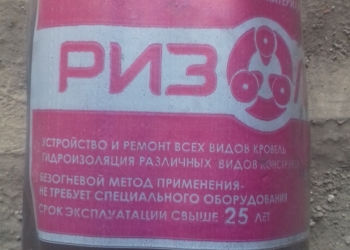 РИЗО
УСТРОЙСТВО И РЕМОНТ ВСЕХ ВИДОВ КРОВЕЛЬ
ГИДРОИЗОЛЯЦИЯ РАЗЛИЧНЫХ ВИДОВ
БЕЗОГНЕВОЙ МЕТОД ПРИМЕНЕНИЯ-
НЕ ТРЕБУЕТ СПЕЦИАЛЬНОГО ОБОРУДОВАНИЯ
СРОК ЭКСПЛУАТАЦИИ СВЫШЕ 25 ЛЕТ